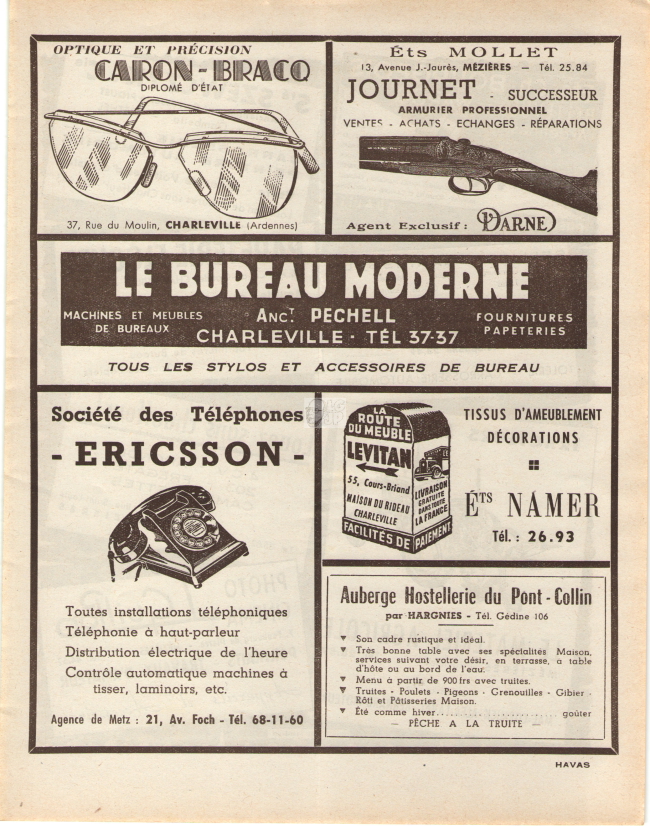 OPTIQUE ET PRÉCISION
CARON-BRACQ
DIPLOMÉ D'ÉTAT
37, Rue du Moulin, CHARLEVILLE (Ardennes)
Éts MOLLET
13, Avenue J.-Jaurès, MÉZIÈRES — Tél. 25.84
JOURNET - SUCCESSEUR
ARMURIER PROFESSIONNEL
VENTES - ACHATS - ECHANGES - RÉPARATIONS
Agent Exclusif : DARNE
LE BUREAU MODERNE
MACHINES ET MEUBLES
DE BUREAUX
ANCT PECHELL
CHARLEVILLE - TÉL 37-37
FOURNITURES
PAPETERIES
TOUS LES STYLOS ET ACCESSOIRES DE BUREAU
Société des Téléphones
- ERICSSON -
Toutes installations téléphoniques
Téléphonie à haut-parleur
Distribution électrique de l'heure
Contrôle automatique machines à
tisser, laminoirs, etc.
Agence de Metz : 21, Av. Foch - Tél. 68-11-60
LA
ROUTE
DU MEUBLE
LEVITAN
55, Cours-Briand
MAISON DU RIDEAU
CHARLEVILLE
LIVRAISON
GRATUITE
DANS TOUTE
LA FRANCE
FACILITÉS DE PAIEMENT
TISSUS D'AMEUBLEMENT
DÉCORATIONS
ÉTS NAMER
Tél. : 26.93
Auberge Hostellerie du Pont-Collin
par HARGNIES - Tél. Gédine 106
Son cadre rustique et idéal.
Très bonne table avec ses spécialités Maison,
services suivant votre désir, en terrasse, à table
d'hôte ou au bord de l'eau.
Menu à partir de 900 frs avec truites.
Truites - Poulets - Pigeons - Grenouilles - Gibier -
Rôti et Pâtisseries Maison.
Été comme hiver........................ goûter
— PÊCHE A LA TRUITE —
HAVAS